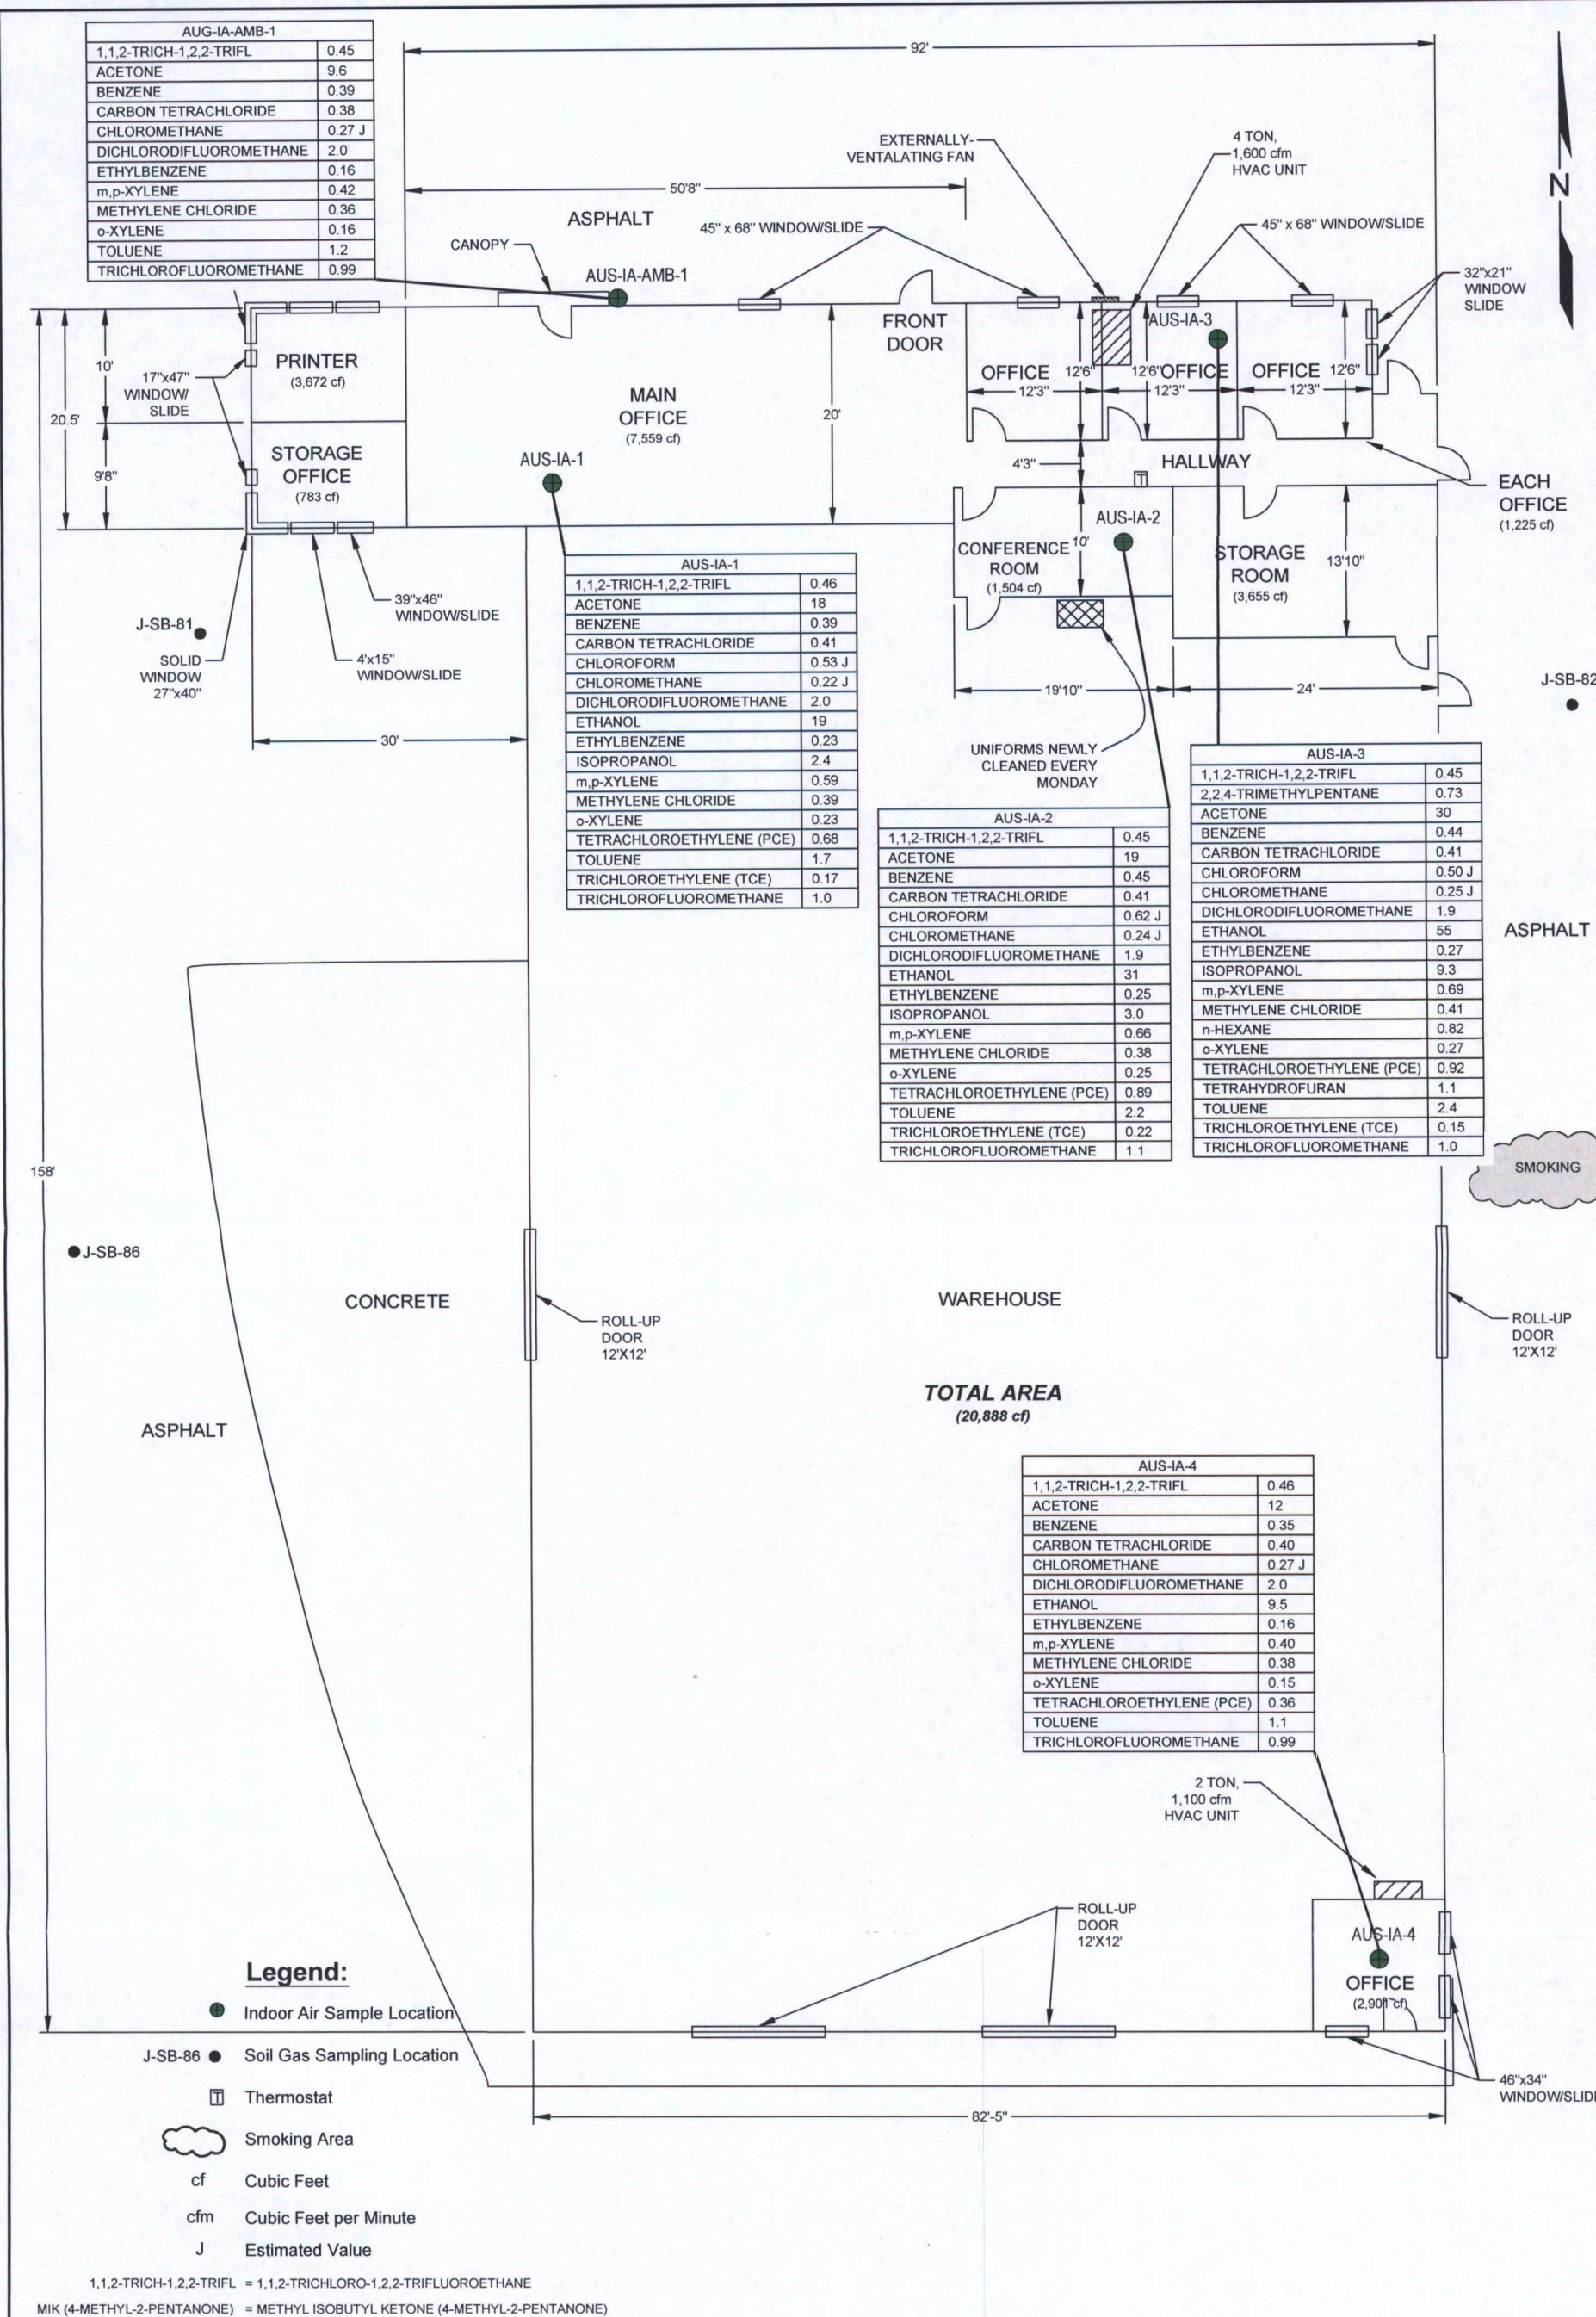 AUG-IA-AMB-1
1,1,2-TRICH-1,2,2-TRIFL 0.45
ACETONE 9.6
BENZENE 0.39
CARBON TETRACHLORIDE 0.38
CHLOROMETHANE 0.27 J
DICHLORODIFLUOROMETHANE 2.0
ETHYLBENZENE 0.16
m,p-XYLENE 0.42
METHYLENE CHLORIDE 0.36
o-XYLENE 0.16
TOLUENE 1.2
TRICHLOROFLUOROMETHANE 0.99
92'
50'8"
ASPHALT
CANOPY
AUS-IA-AMB-1
45" x 68" WINDOW/SLIDE
EXTERNALLY-
VENTALATING FAN
4 TON,
1,600 cfm
HVAC UNIT
45" x 68" WINDOW/SLIDE
N
32"x21"
WINDOW
SLIDE
20.5'
10'
9'8"
17"x47"
WINDOW/
SLIDE
PRINTER
(3,672 cf)
STORAGE
OFFICE
(783 cf)
MAIN
OFFICE
(7,559 cf)
20'
FRONT
DOOR
AUS-IA-1
OFFICE
12'3"
12'6"
AUS-IA-3
12'6"
OFFICE
12'3"
OFFICE
12'3"
12'6"
4'3"
HALLWAY
T
EACH
OFFICE
(1,225 cf)
AUS-IA-2
CONFERENCE
ROOM
(1,504 cf)
10'
STORAGE
ROOM
(3,655 cf)
13'10"
19'10"
24'
J-SB-82
J-SB-81
SOLID
WINDOW
27"x40"
39"x46"
WINDOW/SLIDE
4'x15"
WINDOW/SLIDE
30'
UNIFORMS NEWLY
CLEANED EVERY
MONDAY
AUS-IA-1
1,1,2-TRICH-1,2,2-TRIFL 0.46
ACETONE 18
BENZENE 0.39
CARBON TETRACHLORIDE 0.41
CHLOROFORM 0.53 J
CHLOROMETHANE 0.22 J
DICHLORODIFLUOROMETHANE 2.0
ETHANOL 19
ETHYLBENZENE 0.23
ISOPROPANOL 2.4
m,p-XYLENE 0.59
METHYLENE CHLORIDE 0.39
o-XYLENE 0.23
TETRACHLOROETHYLENE (PCE) 0.68
TOLUENE 1.7
TRICHLOROETHYLENE (TCE) 0.17
TRICHLOROFLUOROMETHANE 1.0
AUS-IA-2
1,1,2-TRICH-1,2,2-TRIFL 0.45
ACETONE 19
BENZENE 0.45
CARBON TETRACHLORIDE 0.41
CHLOROFORM 0.62 J
CHLOROMETHANE 0.24 J
DICHLORODIFLUOROMETHANE 1.9
ETHANOL 31
ETHYLBENZENE 0.25
ISOPROPANOL 3.0
m,p-XYLENE 0.66
METHYLENE CHLORIDE 0.38
o-XYLENE 0.25
TETRACHLOROETHYLENE (PCE) 0.89
TOLUENE 2.2
TRICHLOROETHYLENE (TCE) 0.22
TRICHLOROFLUOROMETHANE 1.1
AUS-IA-3
1,1,2-TRICH-1,2,2-TRIFL 0.45
2,2,4-TRIMETHYLPENTANE 0.73
ACETONE 30
BENZENE 0.44
CARBON TETRACHLORIDE 0.41
CHLOROFORM 0.50 J
CHLOROMETHANE 0.25 J
DICHLORODIFLUOROMETHANE 1.9
ETHANOL 55
ETHYLBENZENE 0.27
ISOPROPANOL 9.3
m,p-XYLENE 0.69
METHYLENE CHLORIDE 0.41
n-HEXANE 0.82
o-XYLENE 0.27
TETRACHLOROETHYLENE (PCE) 0.92
TETRAHYDROFURAN 1.1
TOLUENE 2.4
TRICHLOROETHYLENE (TCE) 0.15
TRICHLOROFLUOROMETHANE 1.0
ASPHALT
SMOKING
158'
J-SB-86
CONCRETE
ROLL-UP
DOOR
12'X12'
WAREHOUSE
ROLL-UP
DOOR
12'X12'
TOTAL AREA
(20,888 cf)
ASPHALT
AUS-IA-4
1,1,2-TRICH-1,2,2-TRIFL 0.46
ACETONE 12
BENZENE 0.35
CARBON TETRACHLORIDE 0.40
CHLOROMETHANE 0.27 J
DICHLORODIFLUOROMETHANE 2.0
ETHANOL 9.5
ETHYLBENZENE 0.16
m,p-XYLENE 0.40
METHYLENE CHLORIDE 0.38
o-XYLENE 0.15
TETRACHLOROETHYLENE (PCE) 0.36
TOLUENE 1.1
TRICHLOROFLUOROMETHANE 0.99
2 TON,
1,100 cfm
HVAC UNIT
ROLL-UP
DOOR
12'X12'
AUS-IA-4
OFFICE
(2,901 cf)
46"x34"
82'-5"
Legend:
Indoor Air Sample Location
J-SB-86 Soil Gas Sampling Location
T Thermostat
Smoking Area
cf Cubic Feet
cfm Cubic Feet per Minute
J Estimated Value
1,1,2-TRICH-1,2,2-TRIFL = 1,1,2-TRICHLORO-1,2,2-TRIFLUOROETHANE
MIK (4-METHYL-2-PENTANONE) = METHYL ISOBUTYL KETONE (4-METHYL-2-PENTANONE)